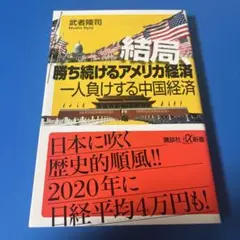 武者陵司
Musha Ryoji
結局、
勝ち続けるアメリカ経済
一人負けする中国経済
講談社+α新書
日本に吹く
歴史的順風!!
2020年に
日経平均4万円も!